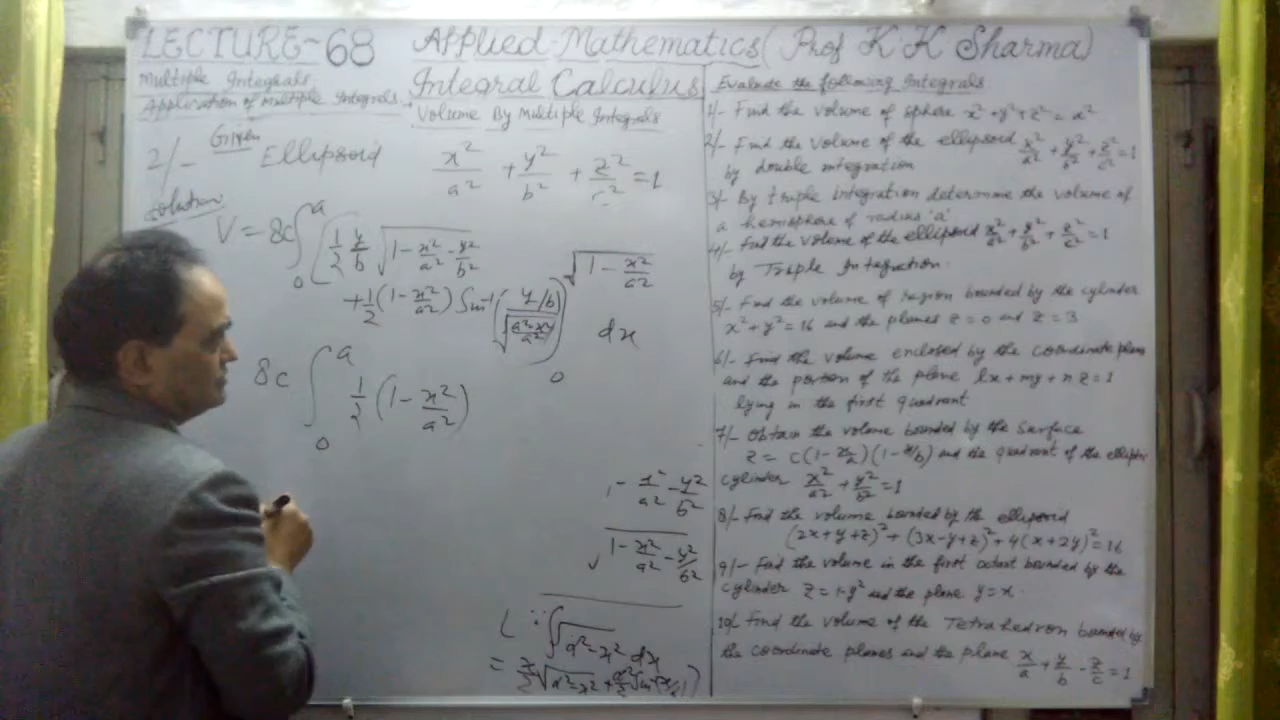 LECTURE-68 Applied Mathematics (Prof K K Sharma)
Multiple Integrals:
Application of Multiple Integrals:
Integral Calculus
Volume By Multiple Integrals
2/- Given Ellipsoid x²/a² + y²/b² + z²/c² = 1
Solution
V = 8c ∫₀ᵃ [1/2 y/b √(1 - x²/a² - y²/b²)
+ 1/2 (1 - x²/a²) Sin⁻¹ ( y/b / √((a²-x²)/a²) ) ]₀^√(1 - x²/a²) dx
8c ∫₀ᵃ 1/2 (1 - x²/a²)
1 - x²/a² - y²/b²
√(1 - x²/a² - y²/b²)
(∵ ∫√(a²-x²) dx
= x/2 √(a²-x²) + a²/2 Sin⁻¹(x/a))
Evaluate the following Integrals
1/- Find the volume of sphere x² + y² + z² = a²
2/- Find the volume of the ellipsoid x²/a² + y²/b² + z²/c² = 1
by double integration
3/- By triple integration determine the volume of
a hemisphere of radius 'a'
4/- Find the volume of the ellipsoid x²/a² + y²/b² + z²/c² = 1
by Triple Integration.
5/- Find the volume of region bounded by the cylinder
x² + y² = 16 and the planes z = 0 and z = 3
6/- Find the volume enclosed by the coordinate plans
and the portion of the plane lx + my + nz = 1
lying in the first quadrant
7/- Obtain the volume bounded by the Surface
z = c(1 - x/a)(1 - y/b) and the quadrant of the elliptic
cylinder x²/a² + y²/b² = 1
8/- Find the volume bounded by the ellipsoid
(2x + y + z)² + (3x - y + z)² + 4(x + 2y)² = 16
9/- Find the volume in the first octant bounded by the
cylinder z = 1 - y² and the plane y = x.
10/- Find the volume of the Tetrahedron bounded by
the coordinate planes and the plane x/a + y/b - z/c = 1